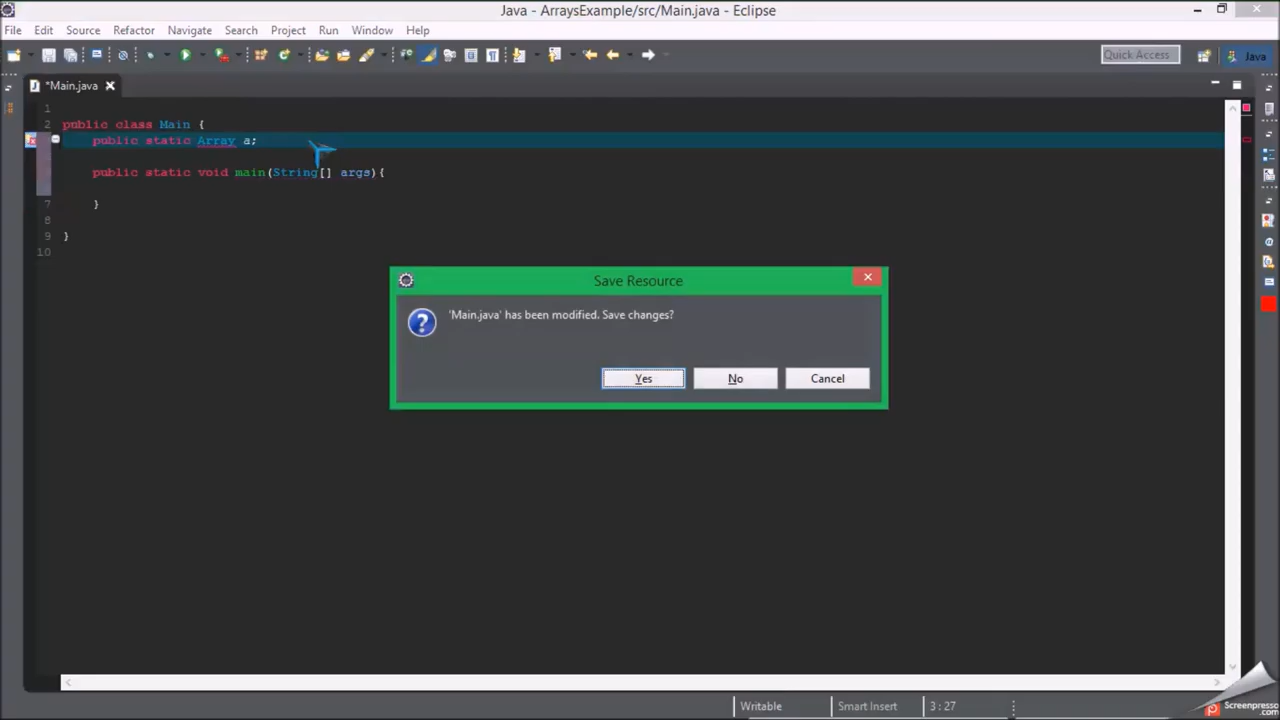 Java - ArraysExample/src/Main.java - Eclipse
File Edit Source Refactor Navigate Search Project Run Window Help
Quick Access Java
*Main.java
1
2 public class Main {
public static Array a;
public static void main(String[] args){
7 }
8
9 }
10
Save Resource
'Main.java' has been modified. Save changes?
Yes No Cancel
Writable Smart Insert 3 : 27
Screenpresso
.com